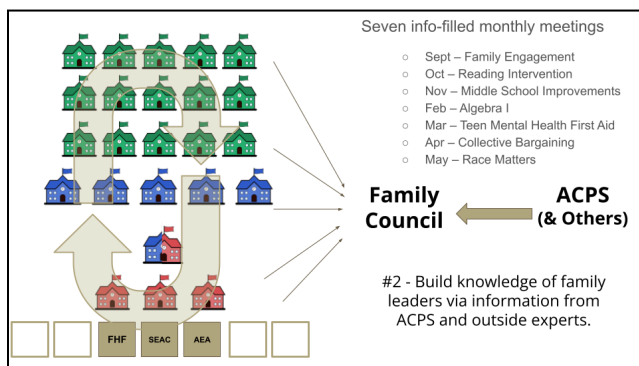 Seven info-filled monthly meetings
○ Sept – Family Engagement
○ Oct – Reading Intervention
○ Nov – Middle School Improvements
○ Feb – Algebra I
○ Mar – Teen Mental Health First Aid
○ Apr – Collective Bargaining
○ May – Race Matters
Family
Council
ACPS
(& Others)
#2 - Build knowledge of family
leaders via information from
ACPS and outside experts.
FHF
SEAC
AEA